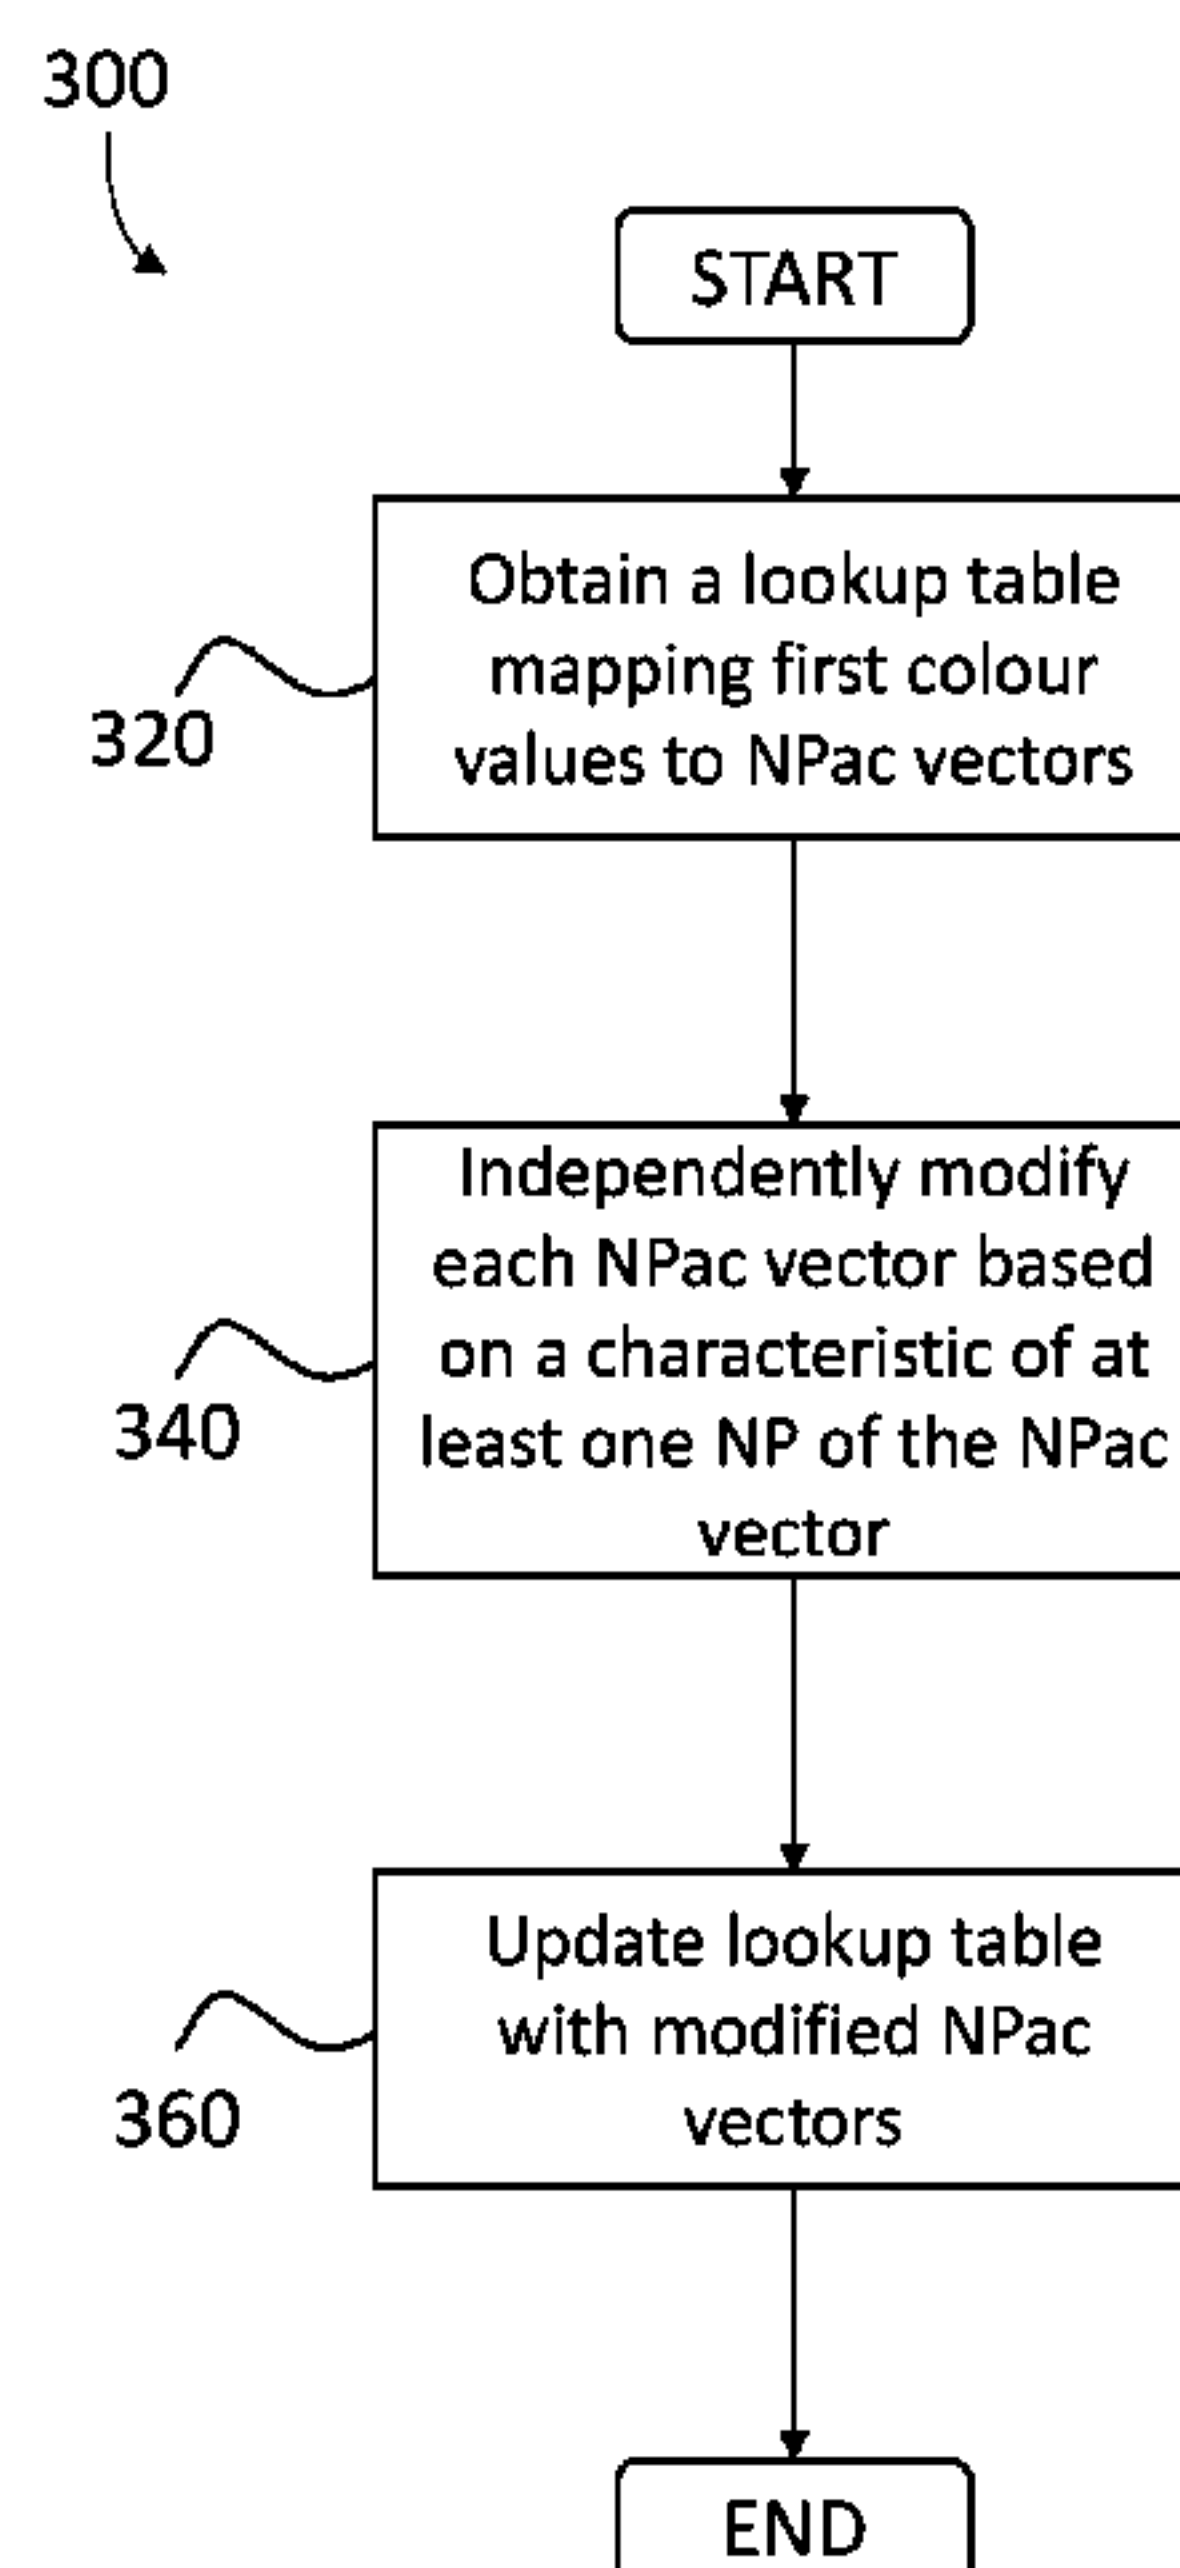 300
START
Obtain a lookup table
mapping first colour
values to NPac vectors
320
Independently modify
each NPac vector based
on a characteristic of at
least one NP of the NPac
vector
340
Update lookup table
with modified NPac
vectors
360
END